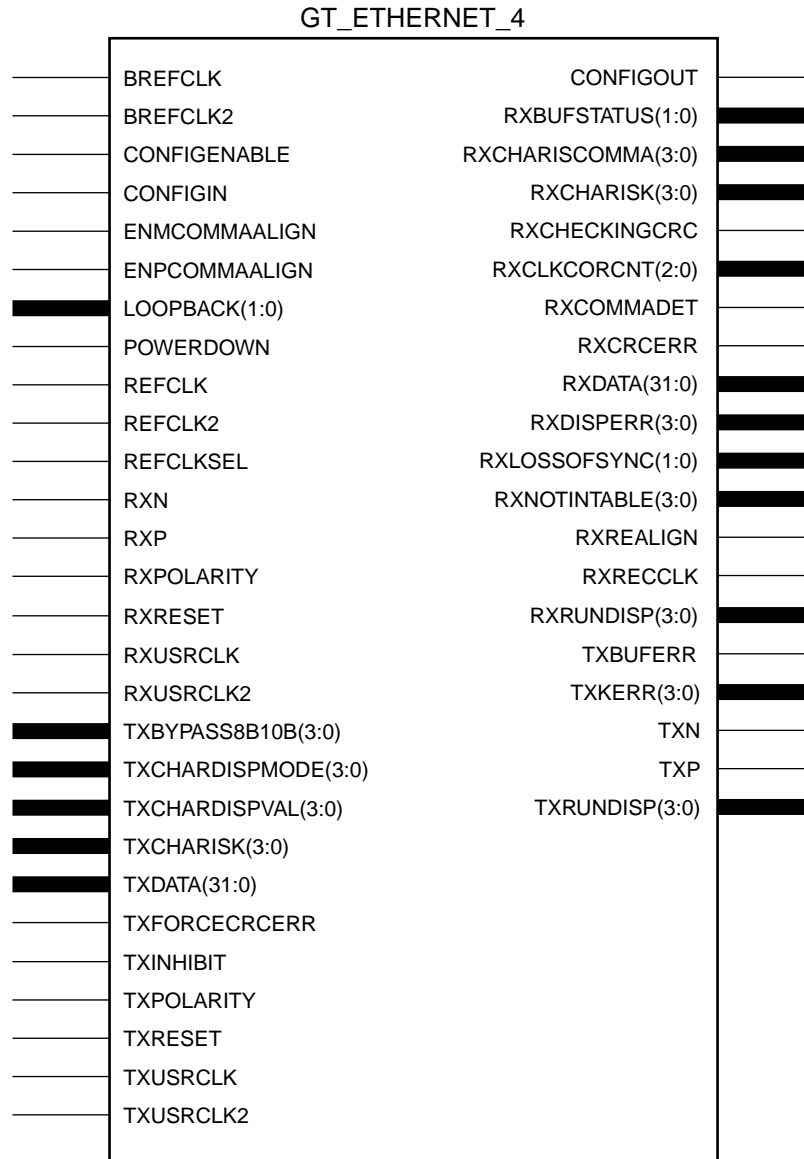 GT_ETHERNET_4
BREFCLK
BREFCLK2
CONFIGENABLE
CONFIGIN
ENMCOMMAALIGN
ENPCOMMAALIGN
LOOPBACK(1:0)
POWERDOWN
REFCLK
REFCLK2
REFCLKSEL
RXN
RXP
RXPOLARITY
RXRESET
RXUSRCLK
RXUSRCLK2
TXBYPASS8B10B(3:0)
TXCHARDISPMODE(3:0)
TXCHARDISPVAL(3:0)
TXCHARISK(3:0)
TXDATA(31:0)
TXFORCECRCERR
TXINHIBIT
TXPOLARITY
TXRESET
TXUSRCLK
TXUSRCLK2
CONFIGOUT
RXBUFSTATUS(1:0)
RXCHARISCOMMA(3:0)
RXCHARISK(3:0)
RXCHECKINGCRC
RXCLKCORCNT(2:0)
RXCOMMADET
RXCRCERR
RXDATA(31:0)
RXDISPERR(3:0)
RXLOSSOFSYNC(1:0)
RXNOTINTABLE(3:0)
RXREALIGN
RXRECCLK
RXRUNDISP(3:0)
TXBUFERR
TXKERR(3:0)
TXN
TXP
TXRUNDISP(3:0)